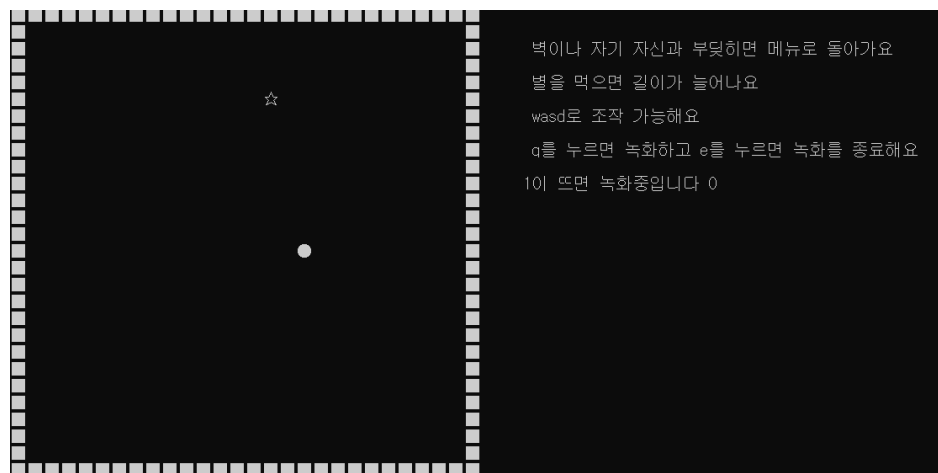 벽이나 자기 자신과 부딪히면 메뉴로 돌아가요
별을 먹으면 길이가 늘어나요
wasd로 조작 가능해요
q를 누르면 녹화하고 e를 누르면 녹화를 종료해요
1이 뜨면 녹화중입니다 0